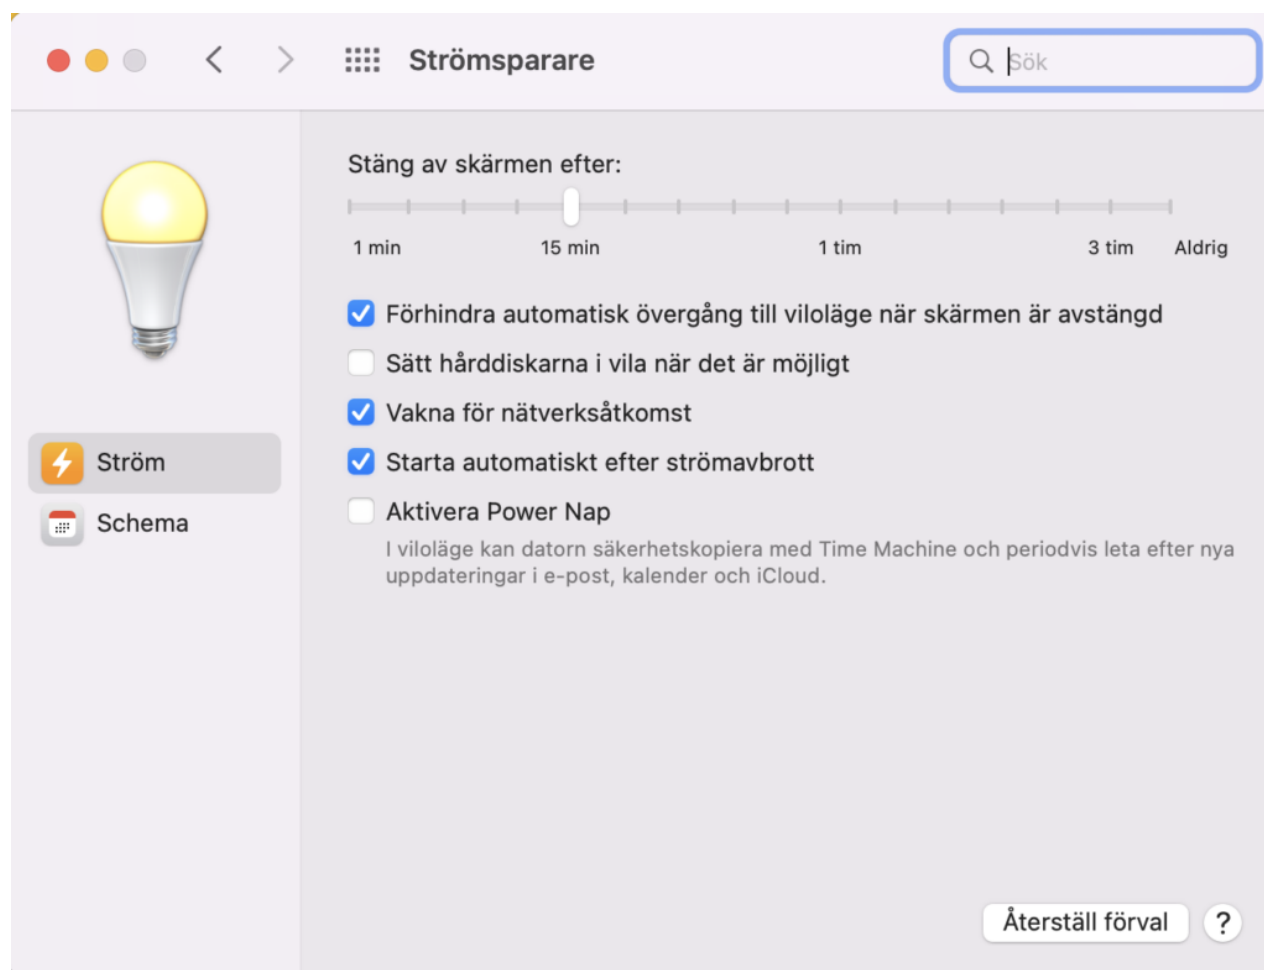 Strömsparare
Sök
Stäng av skärmen efter:
1 min 15 min 1 tim 3 tim Aldrig
Förhindra automatisk övergång till viloläge när skärmen är avstängd
Sätt hårddiskarna i vila när det är möjligt
Vakna för nätverksåtkomst
Starta automatiskt efter strömavbrott
Aktivera Power Nap
I viloläge kan datorn säkerhetskopiera med Time Machine och periodvis leta efter nya
uppdateringar i e-post, kalender och iCloud.
Ström
Schema
Återställ förval
?